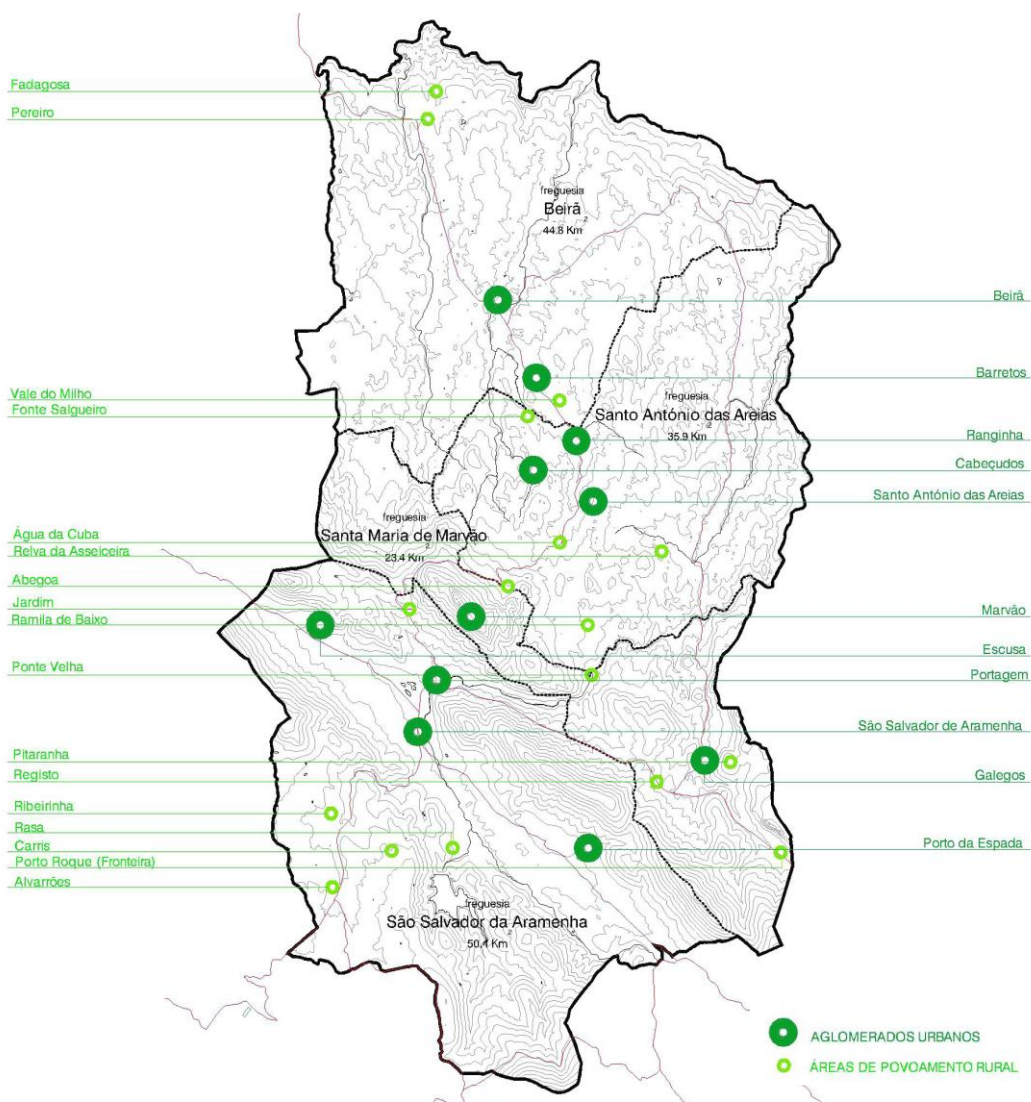 Fadagosa
Pereiro
freguesia
Beirã
44.8 Km²
Beirã
Barretos
Vale do Milho
Fonte Salgueiro
freguesia
Santo António das Areias
35.9 Km²
Ranginha
Cabeçudos
Santo António das Areias
freguesia
Santa Maria de Marvão
23.4 Km²
Água da Cuba
Relva da Asseiceira
Abegoa
Jardim
Ramila de Baixo
Marvão
Escusa
Ponte Velha
Portagem
São Salvador de Aramenha
Pitaranha
Registo
Galegos
Ribeirinha
Rasa
Carris
Porto Roque (Fronteira)
Alvarrões
Porto da Espada
freguesia
São Salvador da Aramenha
50.4 Km²
AGLOMERADOS URBANOS
ÁREAS DE POVOAMENTO RURAL